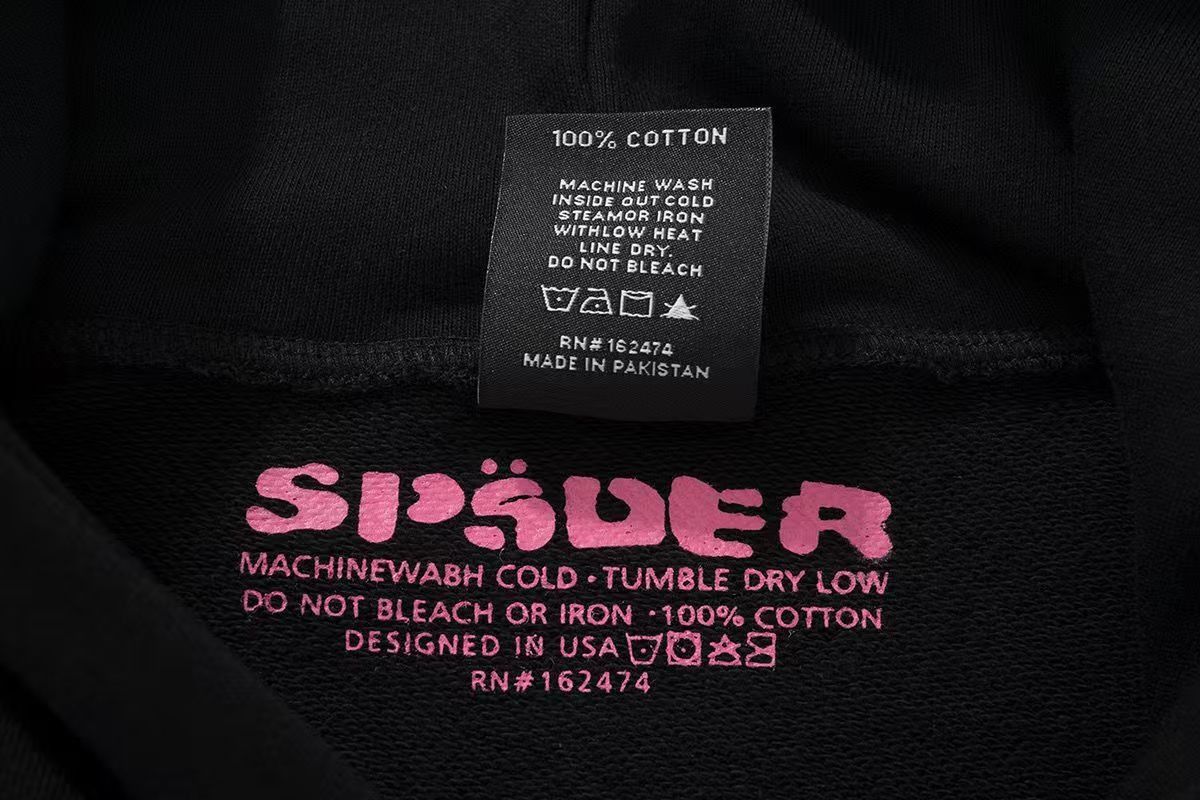 100% COTTON
MACHINE WASH
INSIDE OUT COLD
STEAMOR IRON
WITHLOW HEAT
LINE DRY.
DO NOT BLEACH
RN#162474
MADE IN PAKISTAN
SPÄDER
MACHINEWABH COLD · TUMBLE DRY LOW
DO NOT BLEACH OR IRON · 100% COTTON
DESIGNED IN USA
RN#162474